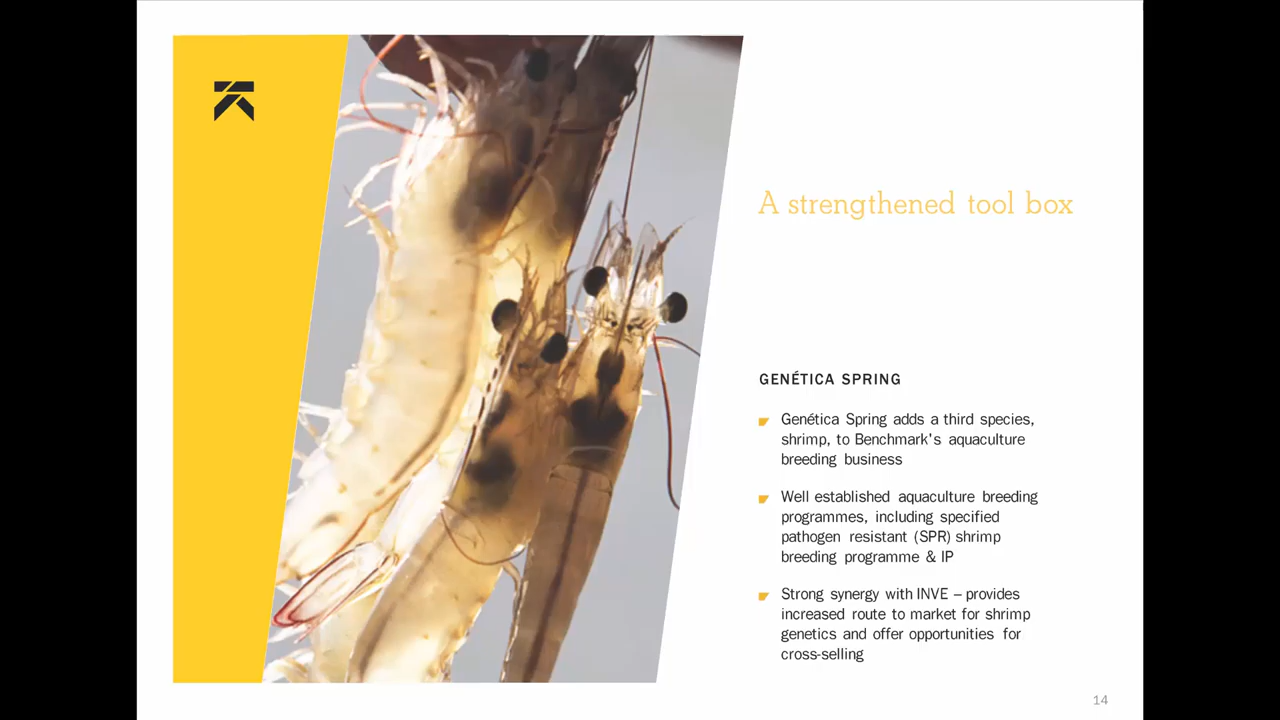 A strengthened tool box
GENÉTICA SPRING
Genética Spring adds a third species,
shrimp, to Benchmark's aquaculture
breeding business
Well established aquaculture breeding
programmes, including specified
pathogen resistant (SPR) shrimp
breeding programme & IP
Strong synergy with INVE – provides
increased route to market for shrimp
genetics and offer opportunities for
cross-selling
14